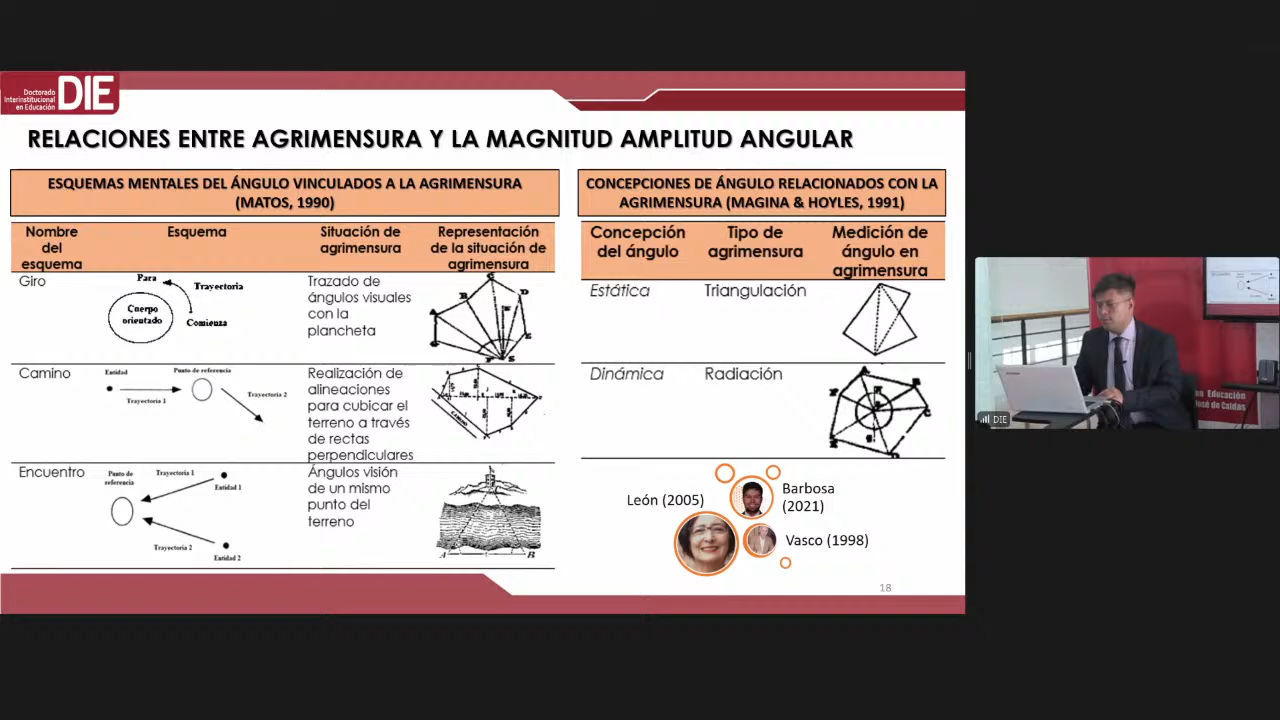 Doctorado
Interinstitucional
en Educación
DIE
RELACIONES ENTRE AGRIMENSURA Y LA MAGNITUD AMPLITUD ANGULAR
ESQUEMAS MENTALES DEL ÁNGULO VINCULADOS A LA AGRIMENSURA
(MATOS, 1990)
Nombre
del
esquema
Esquema
Situación de
agrimensura
Representación
de la situación de
agrimensura
Giro
Para
Trayectoria
Cuerpo
orientado
Comienza
Trazado de
ángulos visuales
con la
plancheta
Camino
Entidad
Punto de referencia
Trayectoria 1
Trayectoria 2
Realización de
alineaciones
para cubicar el
terreno a través
de rectas
perpendiculares
CAMINO
Encuentro
Punto de
referencia
Trayectoria 1
Entidad 1
Trayectoria 2
Entidad 2
Ángulos visión
de un mismo
punto del
terreno
A
B
CONCEPCIONES DE ÁNGULO RELACIONADOS CON LA
AGRIMENSURA (MAGINA & HOYLES, 1991)
Concepción
del ángulo
Tipo de
agrimensura
Medición de
ángulo en
agrimensura
Estática
Triangulación
Dinámica
Radiación
León (2005)
Barbosa
(2021)
Vasco (1998)
18
Educación
José de Caldas
DIE